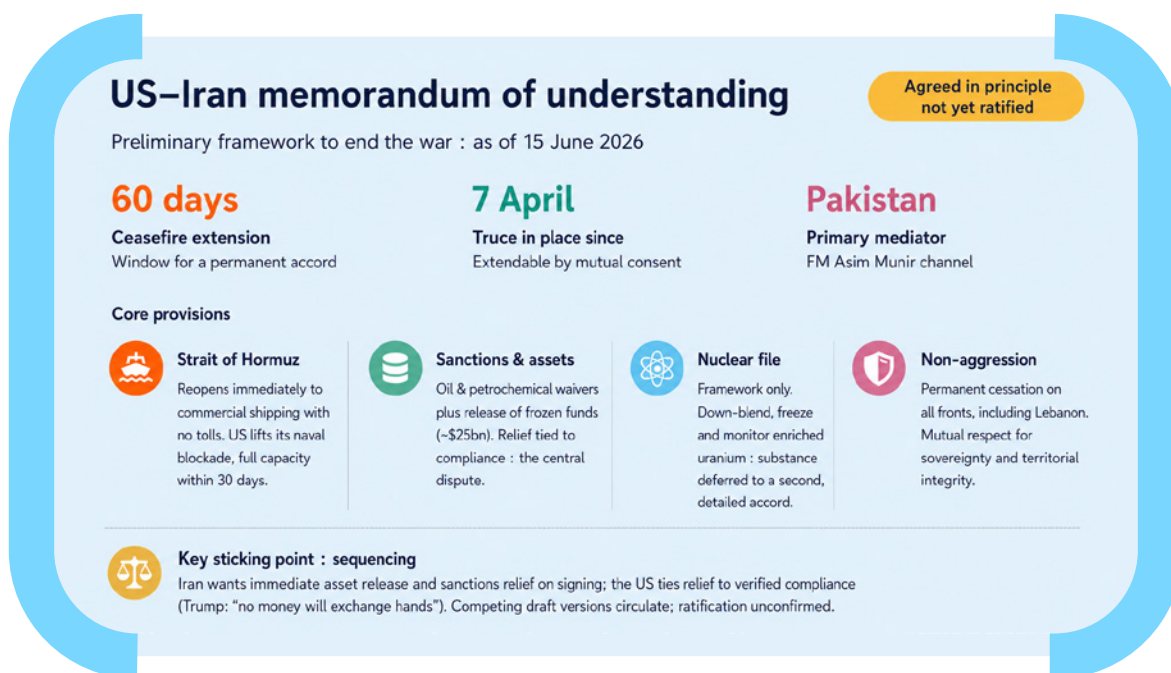 US–Iran memorandum of understanding
Agreed in principle
not yet ratified
Preliminary framework to end the war : as of 15 June 2026
60 days
Ceasefire extension
Window for a permanent accord
7 April
Truce in place since
Extendable by mutual consent
Pakistan
Primary mediator
FM Asim Munir channel
Core provisions
Strait of Hormuz
Reopens immediately to
commercial shipping with
no tolls. US lifts its naval
blockade, full capacity
within 30 days.
Sanctions & assets
Oil & petrochemical waivers
plus release of frozen funds
(~$25bn). Relief tied to
compliance : the central
dispute.
Nuclear file
Framework only.
Down-blend, freeze
and monitor enriched
uranium : substance
deferred to a second,
detailed accord.
Non-aggression
Permanent cessation on
all fronts, including Lebanon.
Mutual respect for
sovereignty and territorial
integrity.
Key sticking point : sequencing
Iran wants immediate asset release and sanctions relief on signing; the US ties relief to verified compliance
(Trump: “no money will exchange hands”). Competing draft versions circulate; ratification unconfirmed.